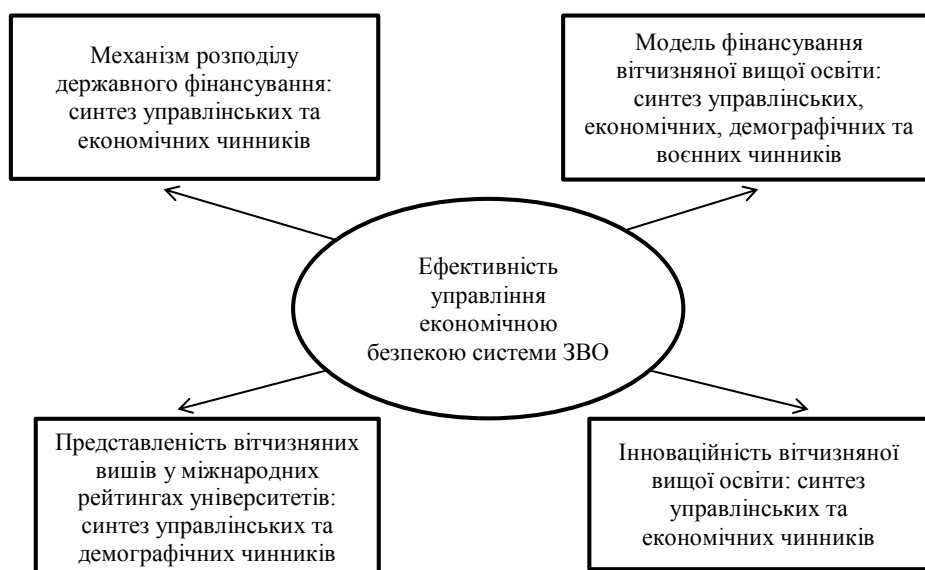 Механізм розподілу
державного фінансування:
синтез управлінських та
економічних чинників
Модель фінансування
вітчизняної вищої освіти:
синтез управлінських,
економічних, демографічних та
воєнних чинників
Ефективність
управління
економічною
безпекою системи ЗВО
Представленість вітчизняних
вишів у міжнародних
рейтингах університетів:
синтез управлінських та
демографічних чинників
Інноваційність вітчизняної
вищої освіти: синтез
управлінських та
економічних чинників